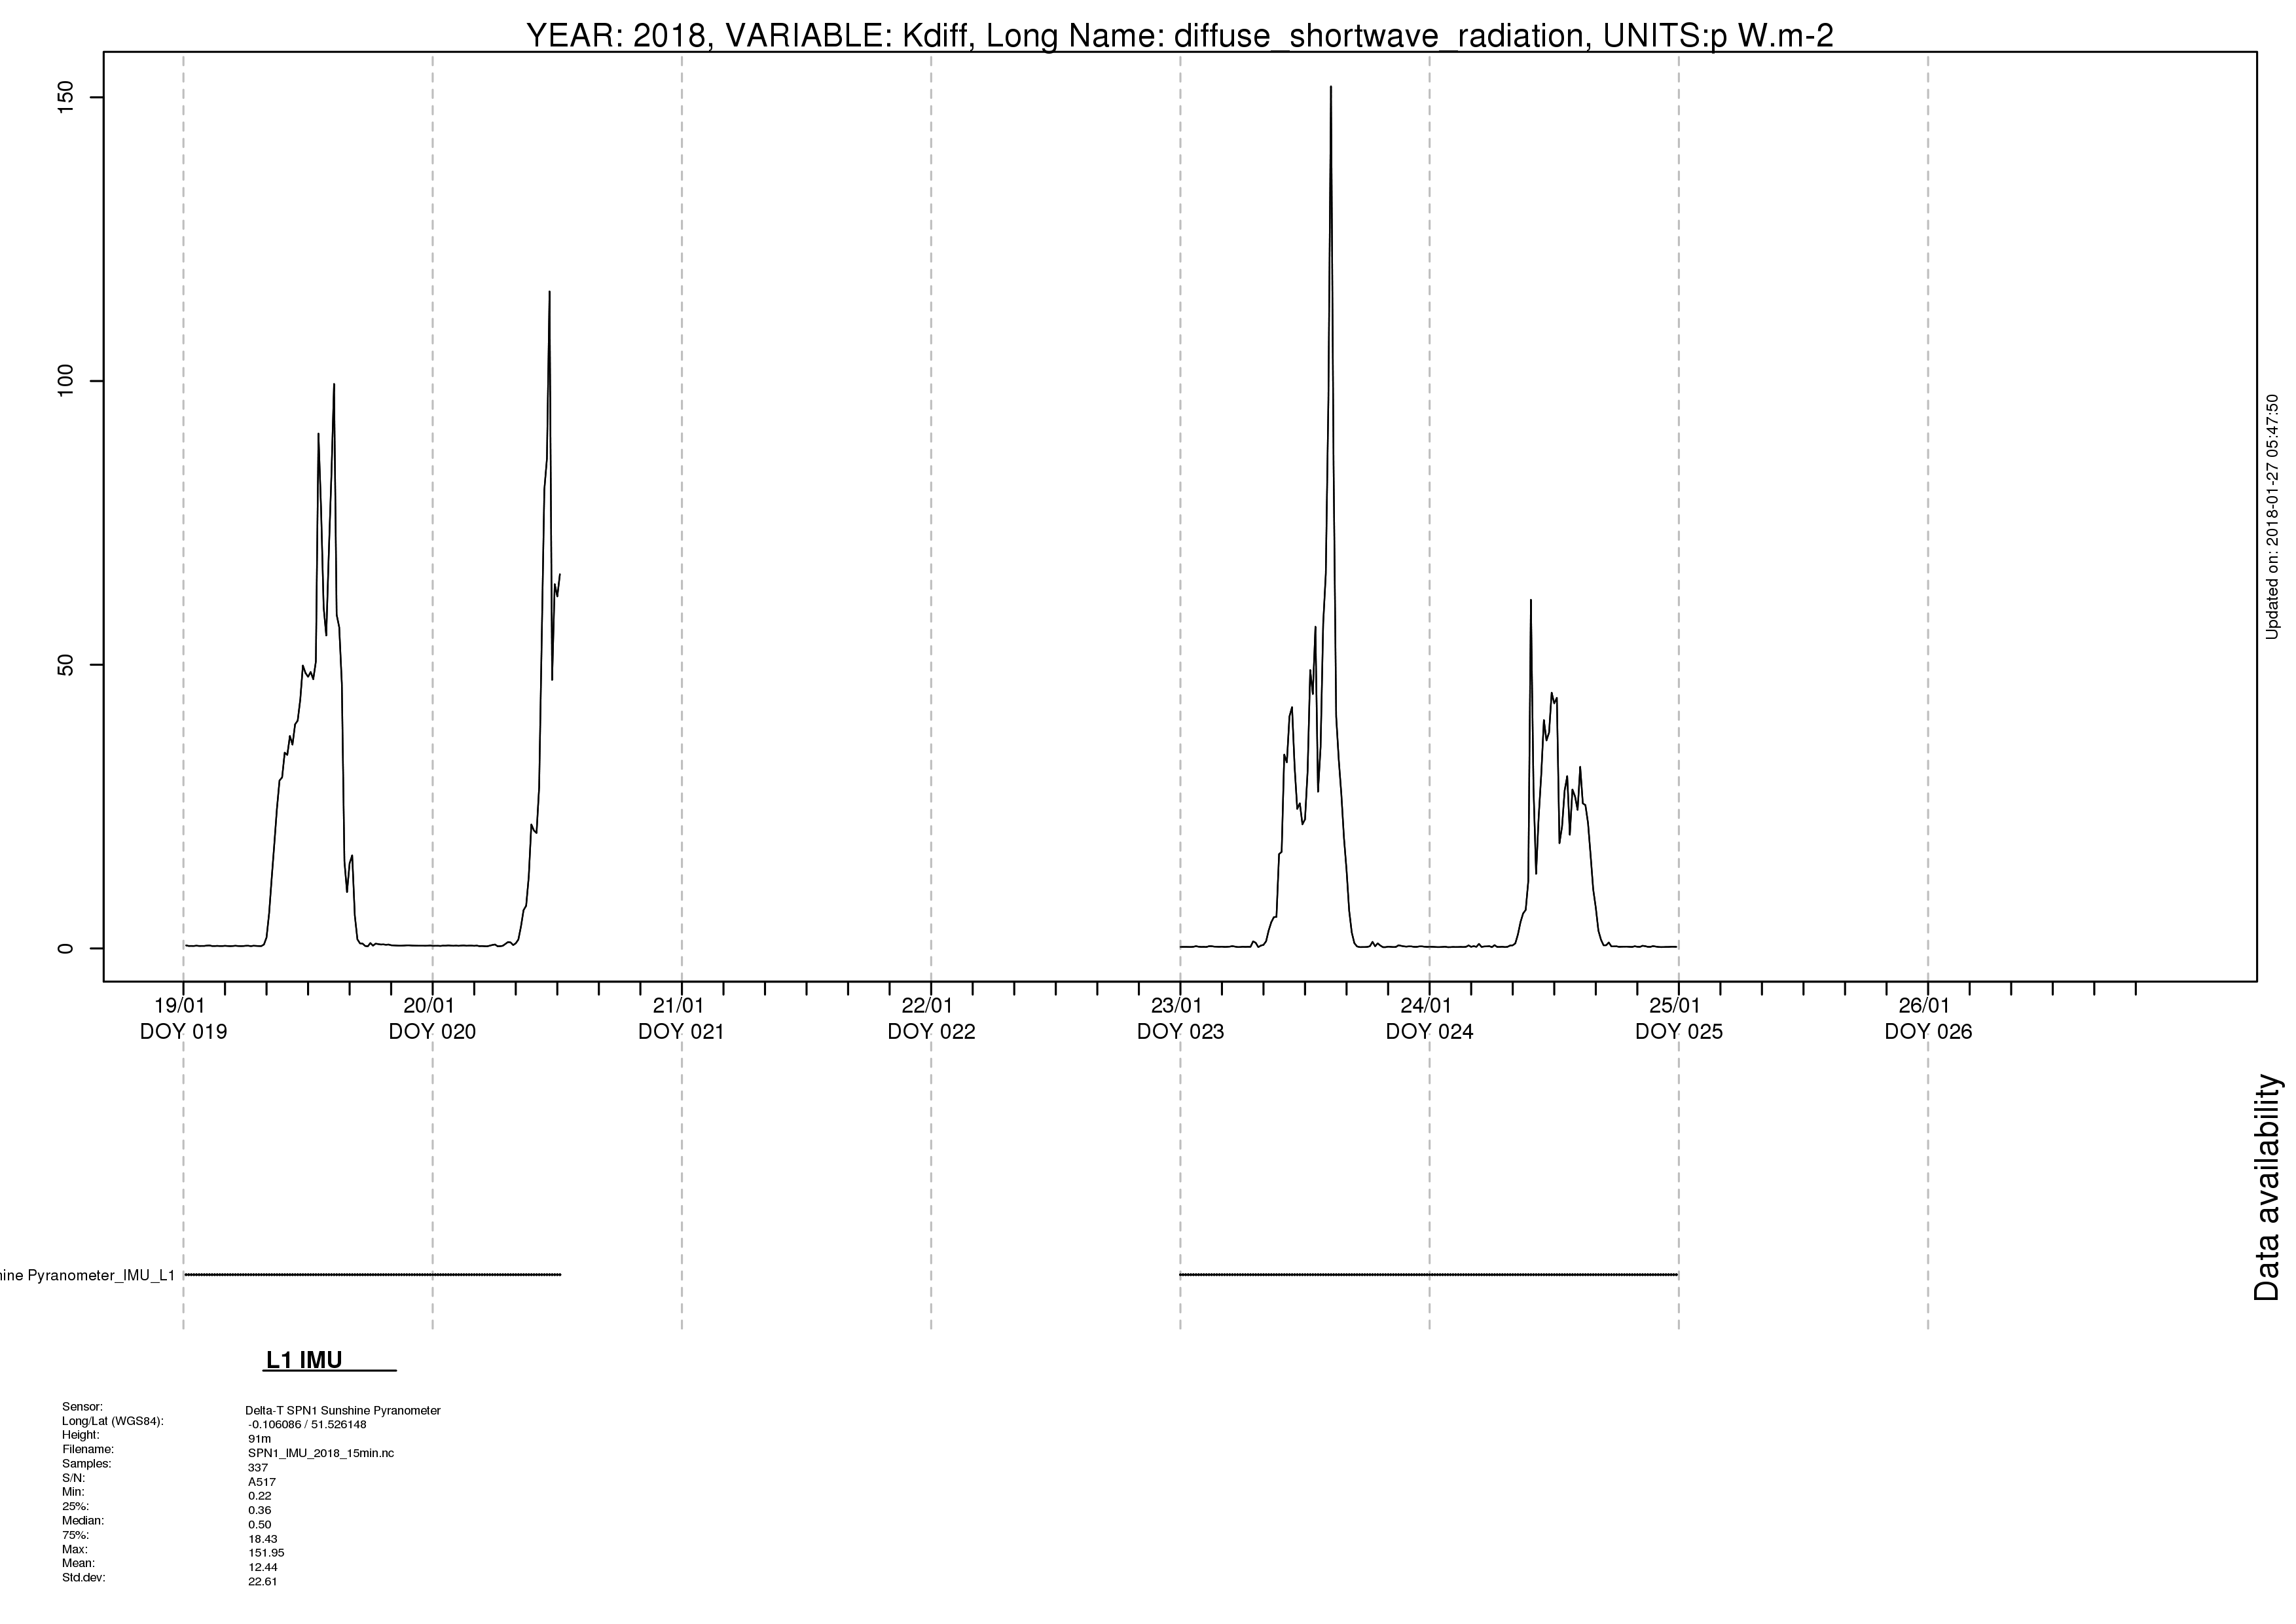 YEAR: 2018, VARIABLE: Kdiff, Long Name: diffuse_shortwave_radiation, UNITS:p W.m-2
150
100
50
0
Updated on: 2018-01-27 05:47:50
19/01 20/01 21/01 22/01 23/01 24/01 25/01 26/01
DOY 019 DOY 020 DOY 021 DOY 022 DOY 023 DOY 024 DOY 025 DOY 026
Data availability
Pyranometer_IMU_L1
L1 IMU
Sensor: Delta-T SPN1 Sunshine Pyranometer
Long/Lat (WGS84): -0.106086 / 51.526148
Height: 91m
Filename: SPN1_IMU_2018_15min.nc
Samples: 337
S/N: A517
Min: 0.22
25%: 0.36
Median: 0.50
75%: 18.43
Max: 151.95
Mean: 12.44
Std.dev: 22.61